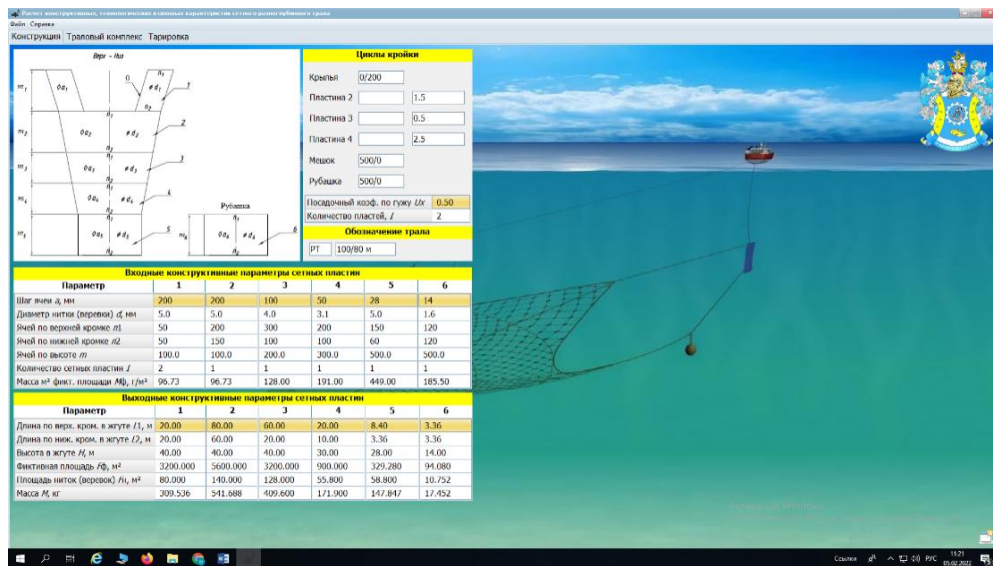 Расчет конструктивных, технологических и силовых характеристик сетного разноглубинного трала
Файл Справка
Конструкция Траловый комплекс Тарировка
Верх - Низ
Циклы кройки
Крылья 0/200
Пластина 2 1.5
Пластина 3 0.5
Пластина 4 2.5
Мешок 500/0
Рубашка 500/0
Посадочный коэф. по гужу Ux 0.50
Количество пластей, J 2
Обозначение трала
РТ 100/80 м
Рубашка
Входные конструктивные параметры сетных пластин
Параметр 1 2 3 4 5 6
Шаг ячеи a, мм 200 200 100 50 28 14
Диаметр нитки (веревки) d, мм 5.0 5.0 4.0 3.1 5.0 1.6
Ячей по верхней кромке n1 50 200 300 200 150 120
Ячей по нижней кромке n2 50 150 100 100 60 120
Ячей по высоте m 100.0 100.0 200.0 300.0 500.0 500.0
Количество сетных пластин J 2 1 1 1 1 1
Масса м² фикт. площади Mф, г/м² 96.73 96.73 128.00 191.00 449.00 185.50
Выходные конструктивные параметры сетных пластин
Параметр 1 2 3 4 5 6
Длина по верх. кром. в жгуте L1, м 20.00 80.00 60.00 20.00 8.40 3.36
Длина по ниж. кром. в жгуте L2, м 20.00 60.00 20.00 10.00 3.36 3.36
Высота в жгуте H, м 40.00 40.00 40.00 30.00 28.00 14.00
Фиктивная площадь Fф, м² 3200.000 5600.000 3200.000 900.000 329.280 94.080
Площадь ниток (веревок) Fн, м² 80.000 140.000 128.000 55.800 58.800 10.752
Масса M, кг 309.536 541.688 409.600 171.900 147.847 17.452
Ссылки РУС 11:21
05.02.2022